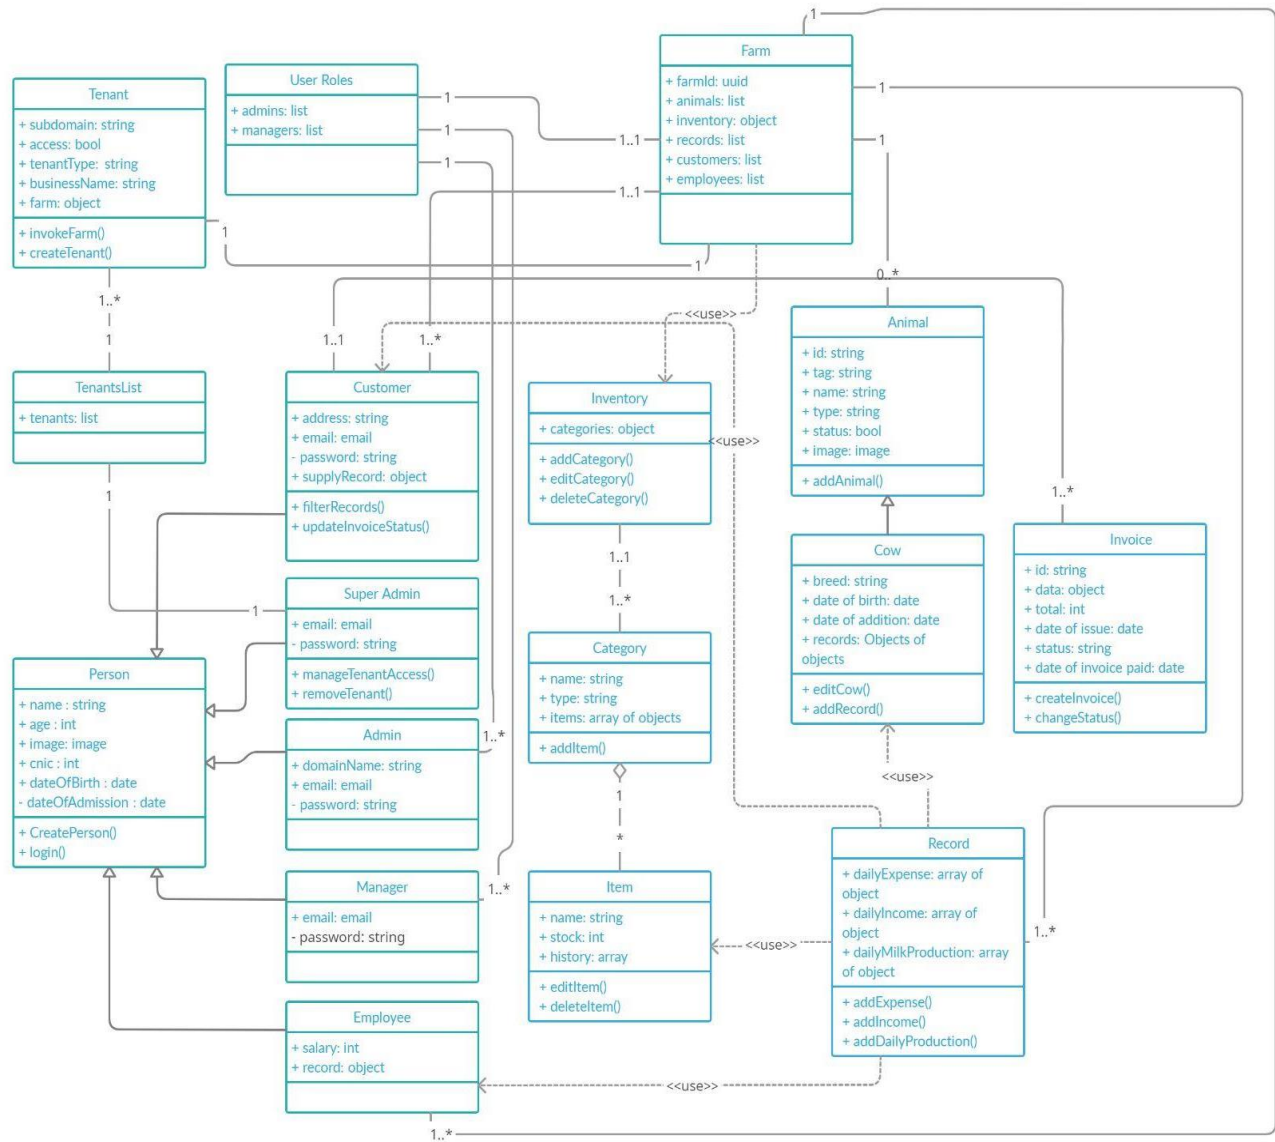 1
Farm
+ farmId: uuid
+ animals: list
+ inventory: object
+ records: list
+ customers: list
+ employees: list
1
1
User Roles
+ admins: list
+ managers: list
1
1
1
1..1
1..1
Tenant
+ subdomain: string
+ access: bool
+ tenantType: string
+ businessName: string
+ farm: object
+ invokeFarm()
+ createTenant()
1
1
0..*
1..*
1
1..1
1..*
<<use>>
<<use>>
TenantsList
+ tenants: list
1
Customer
+ address: string
+ email: email
- password: string
+ supplyRecord: object
+ filterRecords()
+ updateInvoiceStatus()
Inventory
+ categories: object
+ addCategory()
+ editCategory()
+ deleteCategory()
1..1
1..*
Animal
+ id: string
+ tag: string
+ name: string
+ type: string
+ status: bool
+ image: image
+ addAnimal()
1..*
Cow
+ breed: string
+ date of birth: date
+ date of addition: date
+ records: Objects of
objects
+ editCow()
+ addRecord()
Invoice
+ id: string
+ data: object
+ total: int
+ date of issue: date
+ status: string
+ date of invoice paid: date
+ createInvoice()
+ changeStatus()
1
Super Admin
+ email: email
- password: string
+ manageTenantAccess()
+ removeTenant()
Category
+ name: string
+ type: string
+ items: array of objects
+ addItem()
1
*
Person
+ name : string
+ age : int
+ image: image
+ cnic : int
+ dateOfBirth : date
- dateOfAdmission : date
+ CreatePerson()
+ login()
Admin
+ domainName: string
+ email: email
- password: string
1..*
<<use>>
Manager
+ email: email
- password: string
1..*
Item
+ name: string
+ stock: int
+ history: array
+ editItem()
+ deleteItem()
<<use>>
Record
+ dailyExpense: array of
object
+ dailyIncome: array of
object
+ dailyMilkProduction: array
of object
+ addExpense()
+ addIncome()
+ addDailyProduction()
1..*
Employee
+ salary: int
+ record: object
<<use>>
1..*